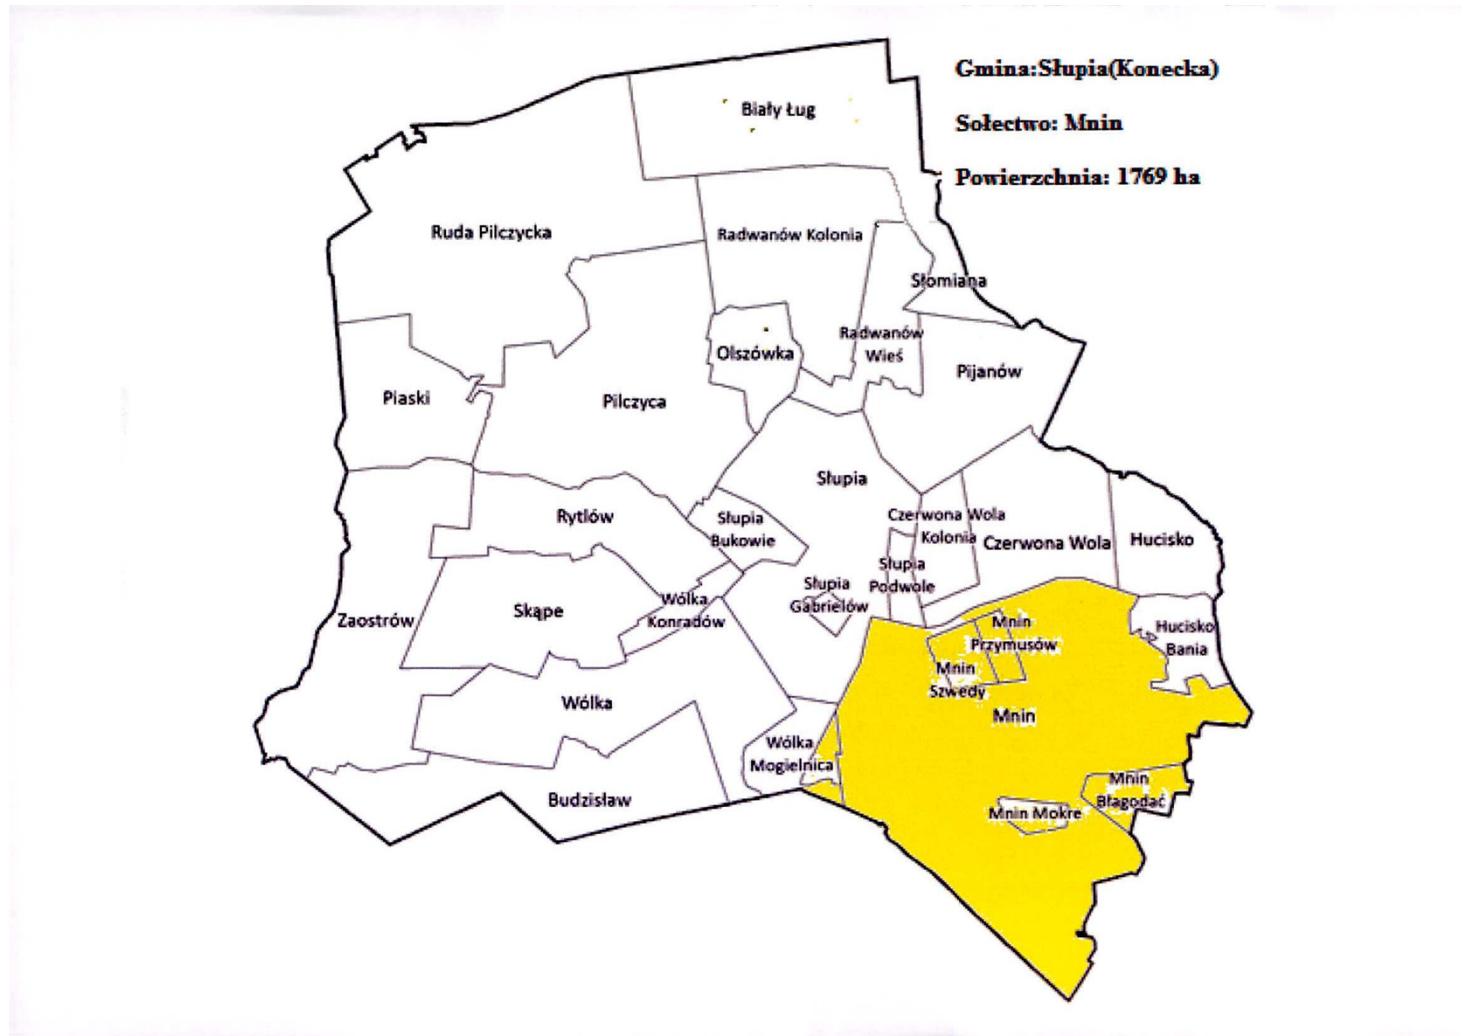 Gmina:Słupia(Konecka)
Sołectwo: Mnin
Powierzchnia: 1769 ha
Biały Ług
Ruda Pilczycka
Radwanów Kolonia
Słomiana
Radwanów
Wieś
Olszówka
Pijanów
Piaski
Pilczyca
Słupia
Rytlów
Słupia
Bukowie
Czerwona Wola
Kolonia
Czerwona Wola
Hucisko
Słupia
Podwole
Słupia
Gabrielów
Wólka
Konradów
Skąpe
Zaostrów
Mnin
Przymusów
Hucisko
Bania
Mnin
Szwedy
Wólka
Mnin
Wólka
Mogielnica
Mnin
Błagodać
Budzisław
Mnin Mokre